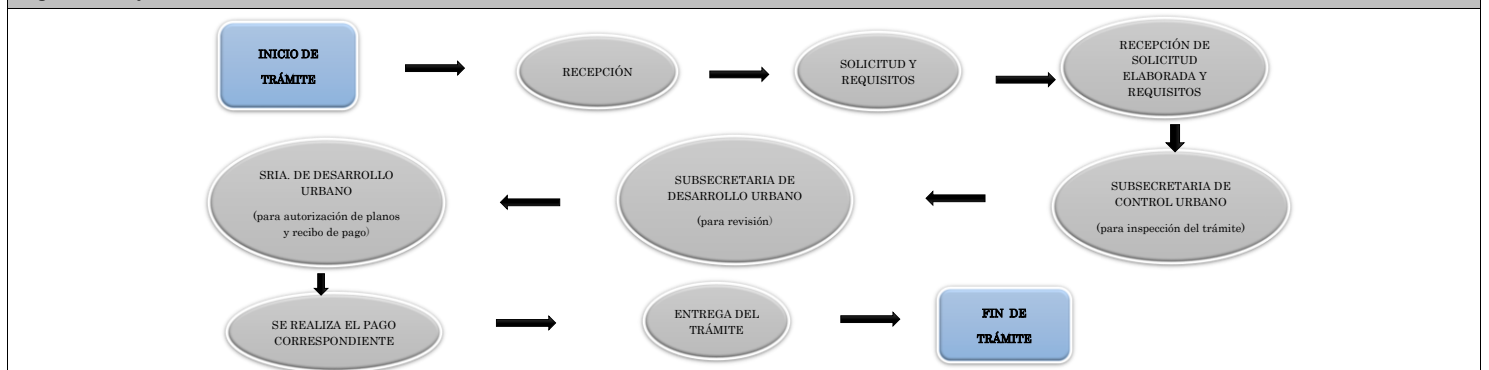 INICIO DE
TRÁMITE
RECEPCIÓN
SOLICITUD Y
REQUISITOS
RECEPCIÓN DE
SOLICITUD
ELABORADA Y
REQUISITOS
SUBSECRETARIA DE
CONTROL URBANO
(para inspección del trámite)
SUBSECRETARIA DE
DESARROLLO URBANO
(para revisión)
SRIA. DE DESARROLLO
URBANO
(para autorización de planos
y recibo de pago)
SE REALIZA EL PAGO
CORRESPONDIENTE
ENTREGA DEL
TRÁMITE
FIN DE
TRÁMITE